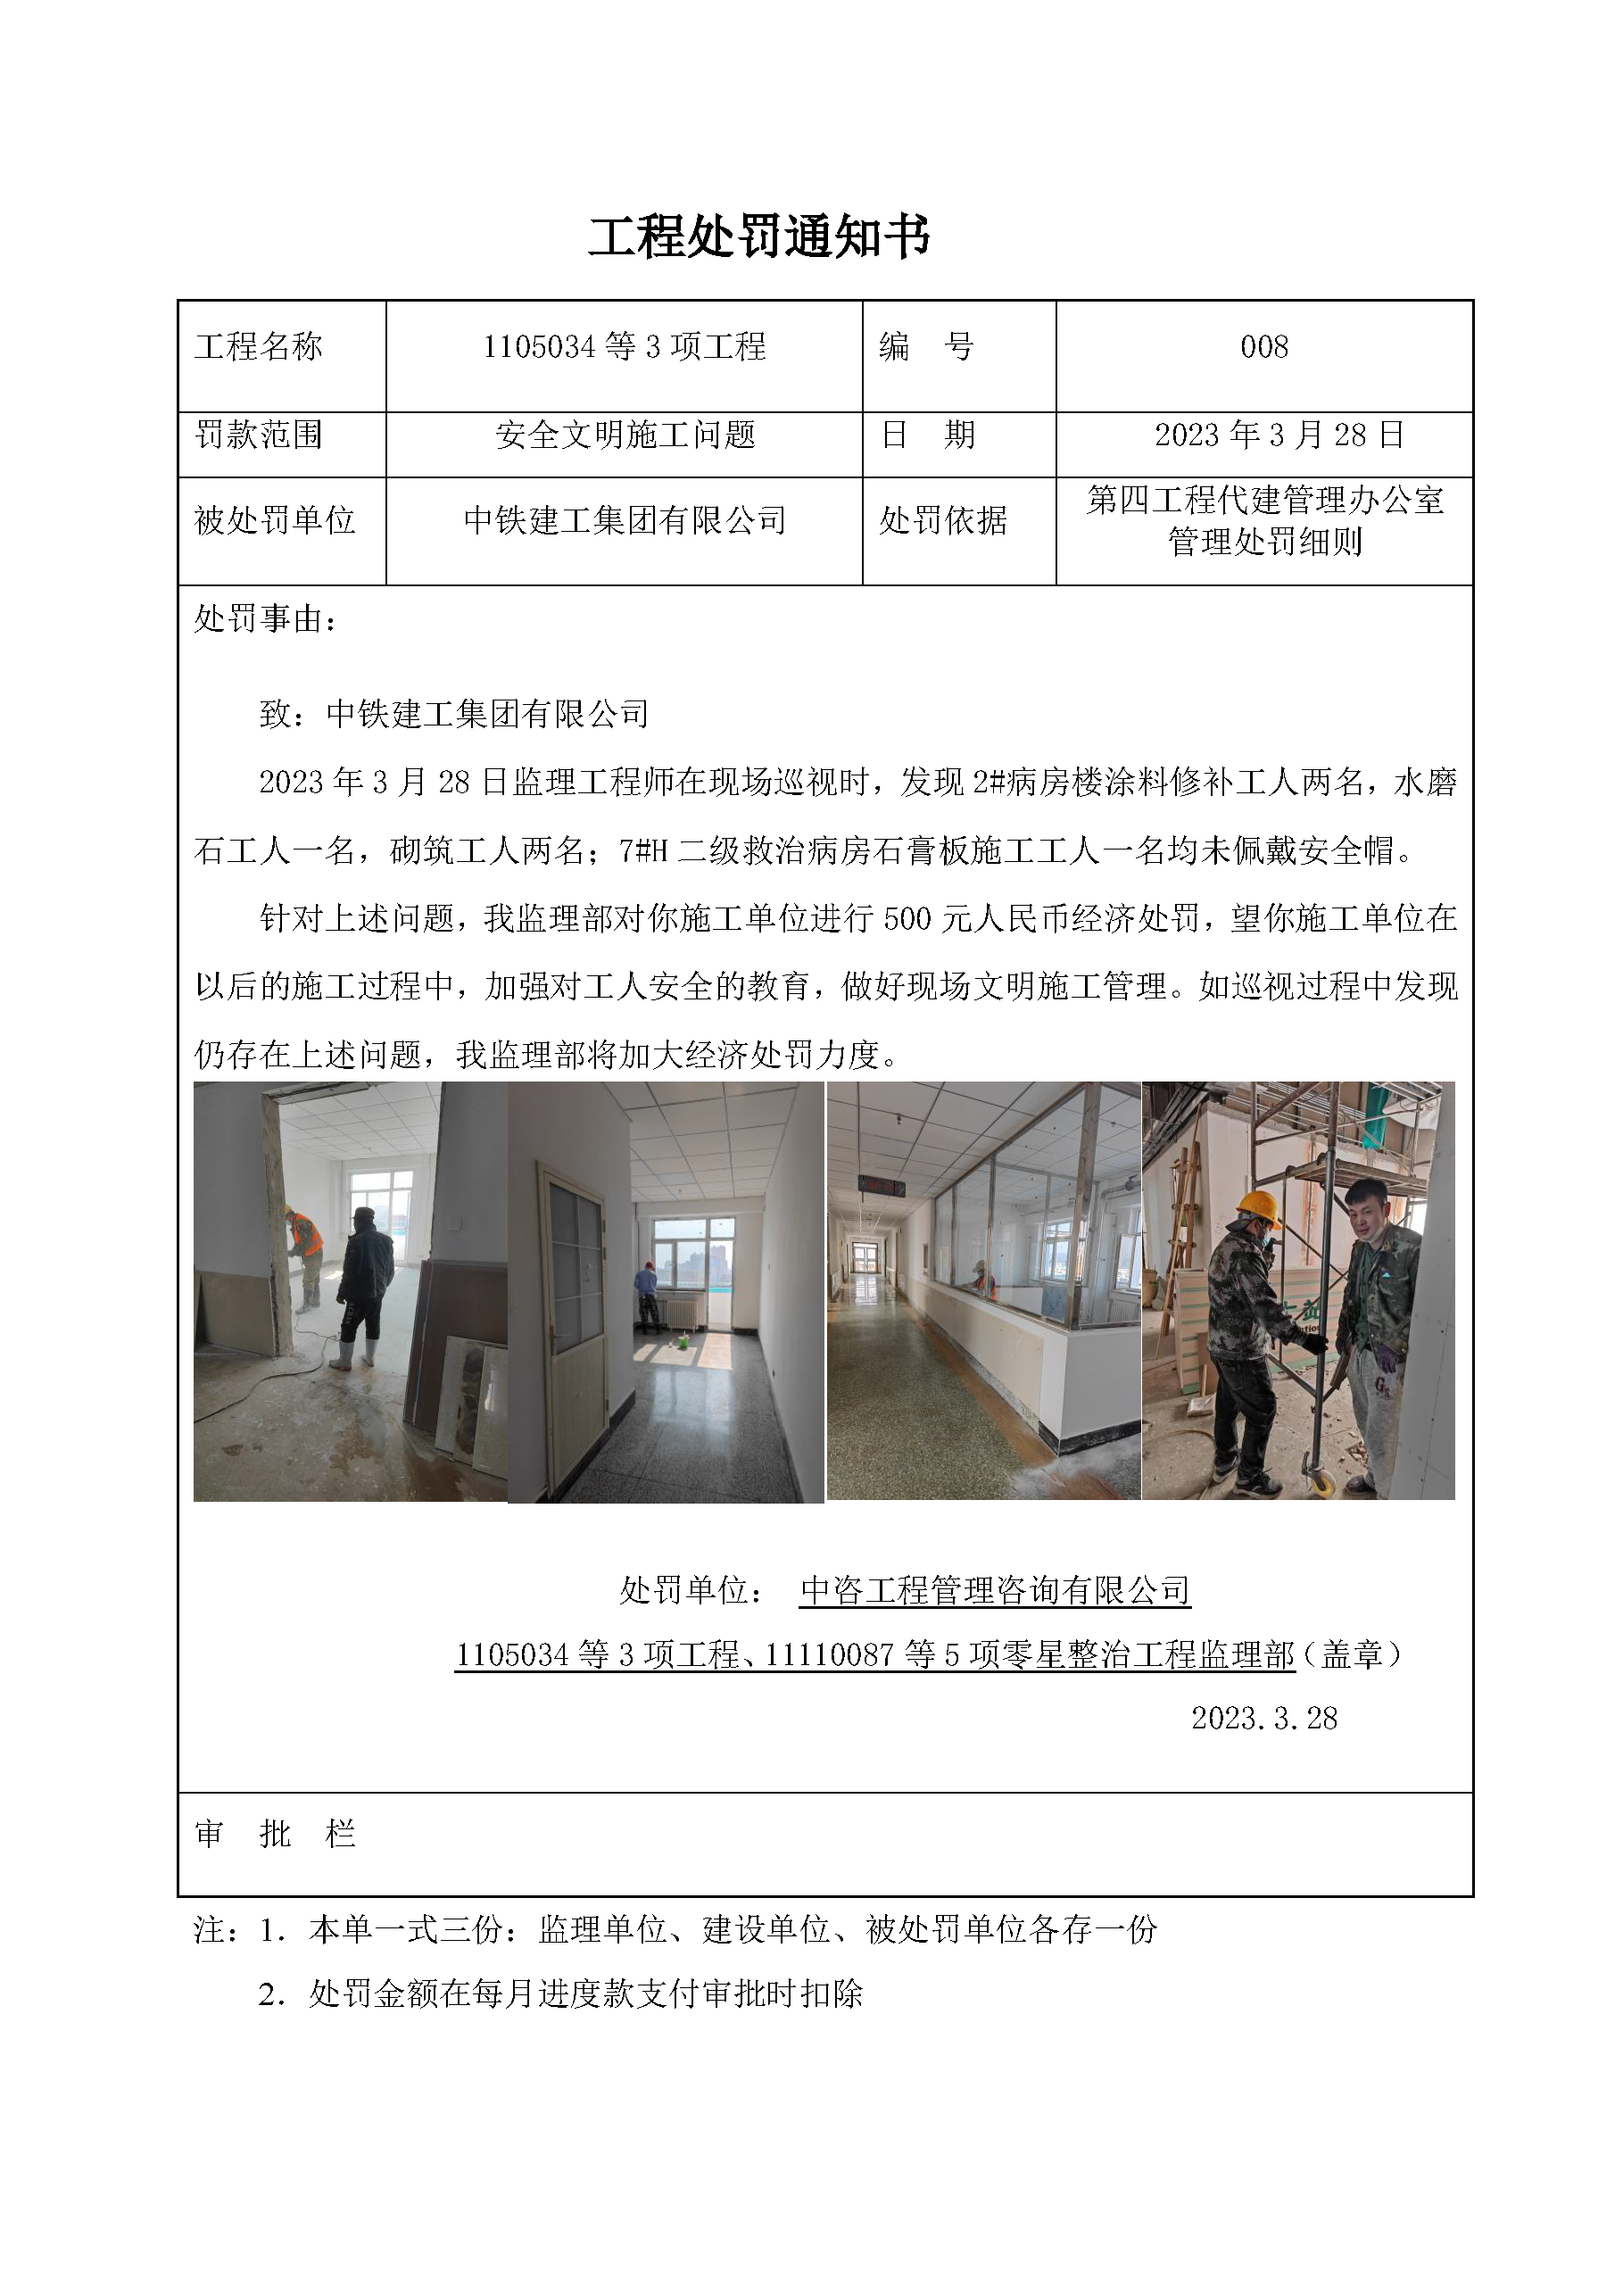 工程处罚通知书
工程名称 1105034 等 3 项工程 编 号 008
罚款范围 安全文明施工问题 日 期 2023 年 3 月 28 日
被处罚单位 中铁建工集团有限公司 处罚依据 第四工程代建管理办公室
管理处罚细则
处罚事由：
致：中铁建工集团有限公司
2023 年 3 月 28 日监理工程师在现场巡视时，发现 2#病房楼涂料修补工人两名，水磨
石工人一名，砌筑工人两名；7#H 二级救治病房石膏板施工工人一名均未佩戴安全帽。
针对上述问题，我监理部对你施工单位进行 500 元人民币经济处罚，望你施工单位在
以后的施工过程中，加强对工人安全的教育，做好现场文明施工管理。如巡视过程中发现
仍存在上述问题，我监理部将加大经济处罚力度。
处罚单位： 中咨工程管理咨询有限公司
1105034 等 3 项工程、11110087 等 5 项零星整治工程监理部（盖章）
2023.3.28
审 批 栏
注：1．本单一式三份：监理单位、建设单位、被处罚单位各存一份
2．处罚金额在每月进度款支付审批时扣除